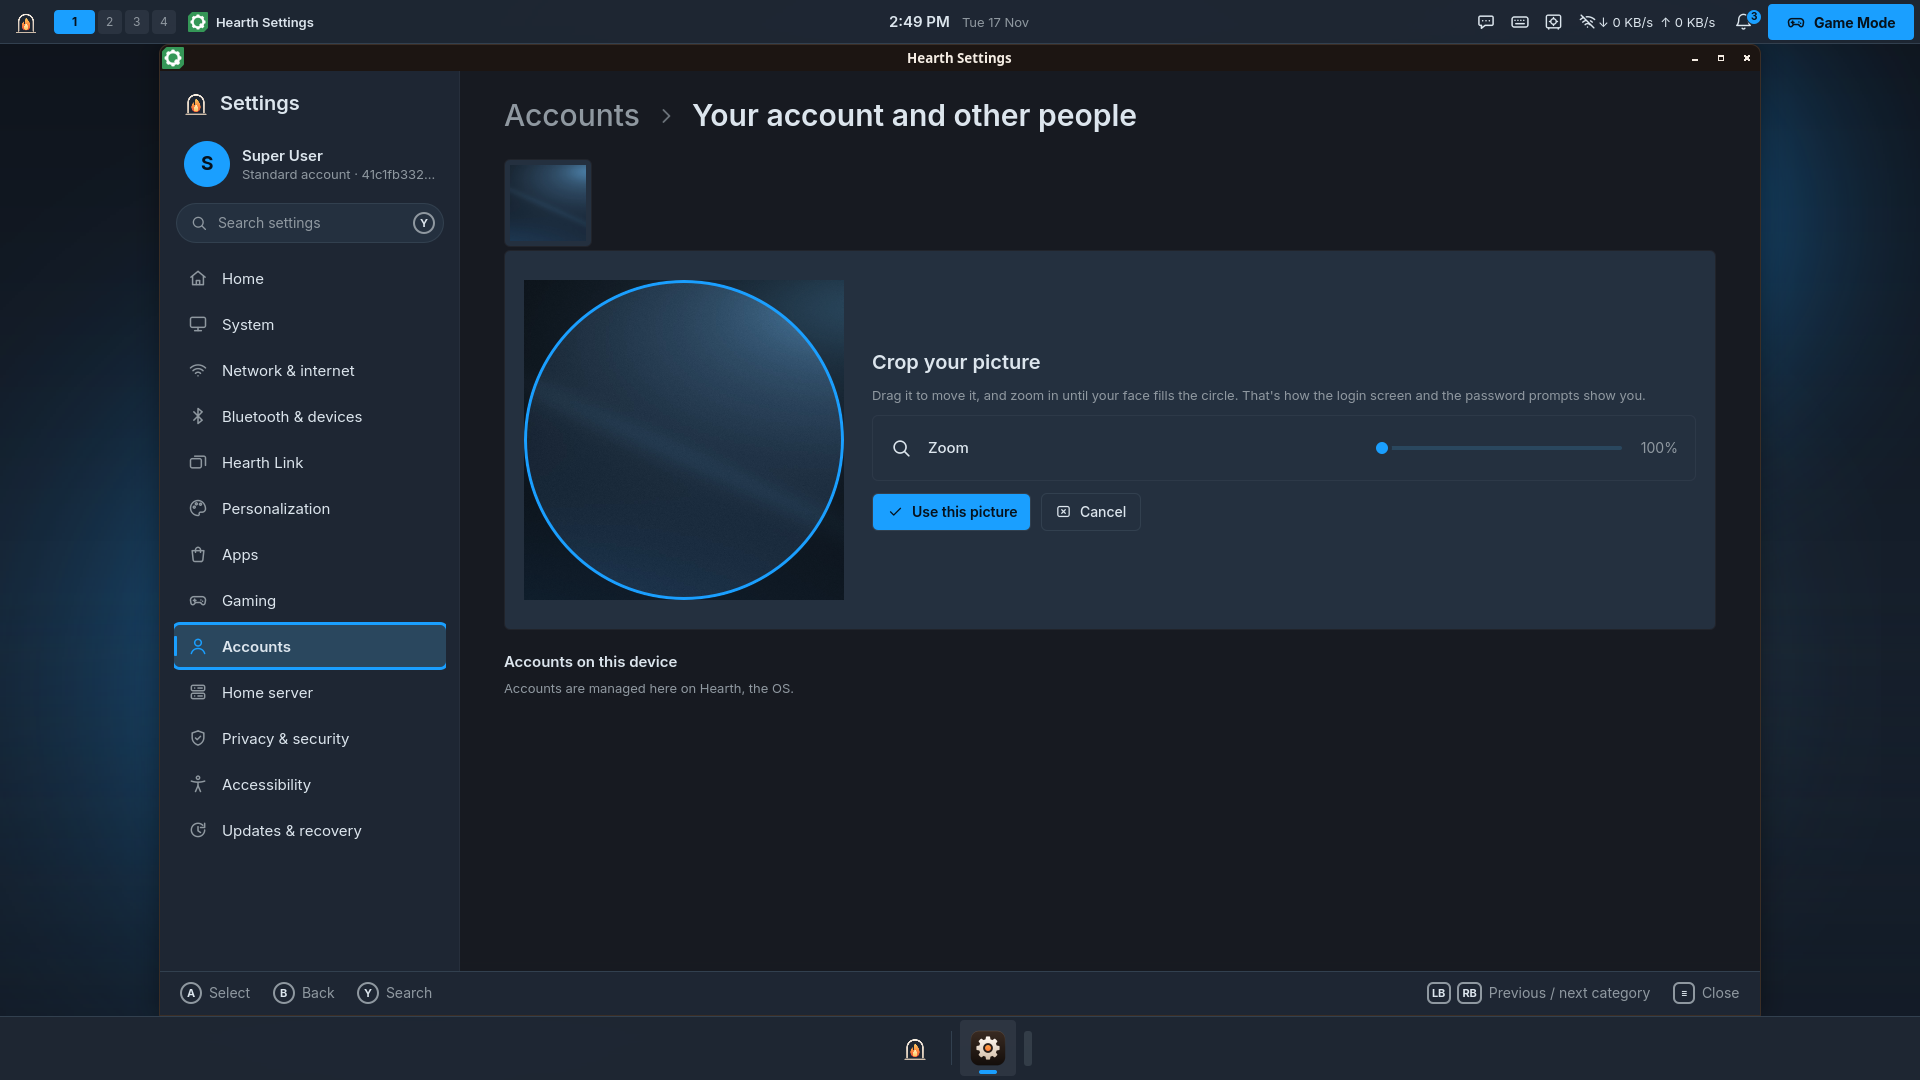 1 2 3 4 Hearth Settings
2:49 PM Tue 17 Nov
↓ 0 KB/s ↑ 0 KB/s 3 Game Mode
Hearth Settings
Settings
S
Super User
Standard account · 41c1fb332...
Search settings Y
Home
System
Network & internet
Bluetooth & devices
Hearth Link
Personalization
Apps
Gaming
Accounts
Home server
Privacy & security
Accessibility
Updates & recovery
Accounts > Your account and other people
Crop your picture
Drag it to move it, and zoom in until your face fills the circle. That's how the login screen and the password prompts show you.
Zoom 100%
Use this picture Cancel
Accounts on this device
Accounts are managed here on Hearth, the OS.
A Select B Back Y Search
LB RB Previous / next category ≡ Close